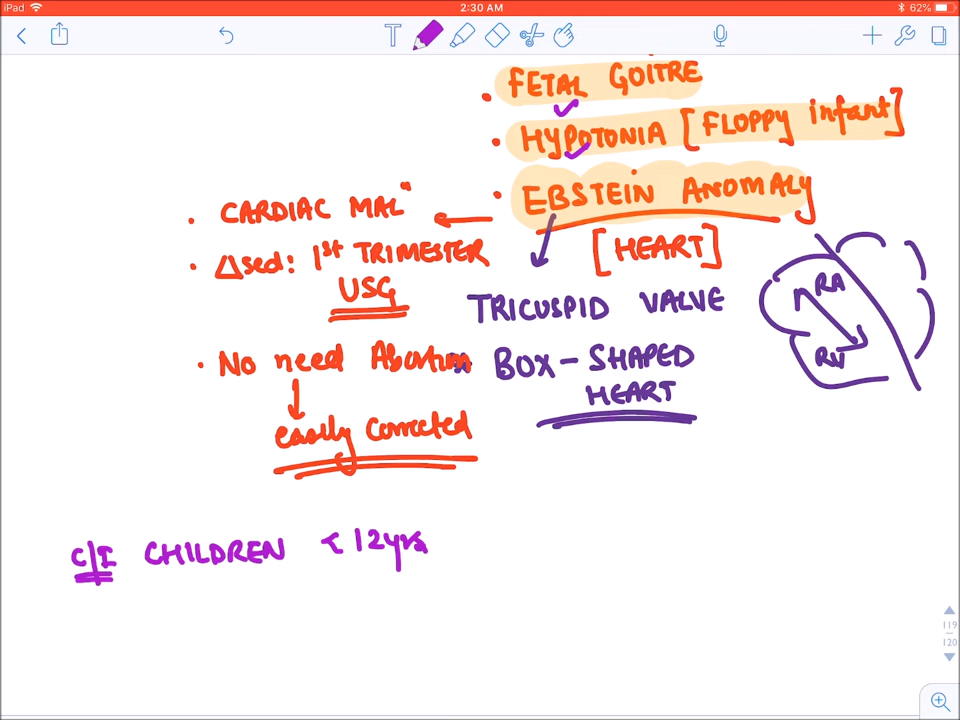 iPad
2:30 AM
62%
T
• FETAL GOITRE
• HYPOTONIA [FLOPPY infant]
• EBSTEIN ANOMALY
[HEART]
• CARDIAC MALⁿ
• Δsed: 1st TRIMESTER
USG
• No need Abortion
easily corrected
TRICUSPID VALVE
BOX - SHAPED
HEART
RA
RV
C/I CHILDREN < 12yrs
119
120